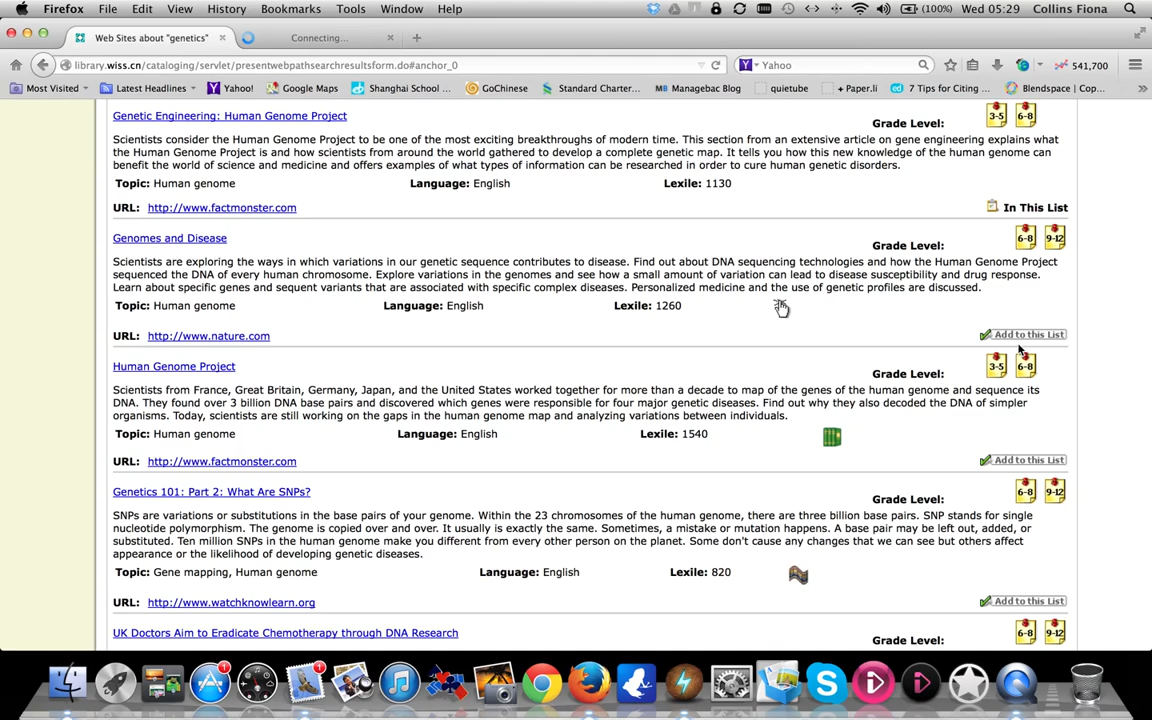 Firefox File Edit View History Bookmarks Tools Window Help (100%) Wed 05:29 Collins Fiona
Web Sites about "genetics" Connecting...
library.wiss.cn/cataloging/servlet/presentwebpathsearchresultsform.do#anchor_0 Yahoo 541,700
Most Visited Latest Headlines Yahoo! Google Maps Shanghai School ... GoChinese Standard Charter... MB Managebac Blog quietube + Paper.li ed 7 Tips for Citing ... Blendspace | Cop...
Genetic Engineering: Human Genome Project Grade Level: 3-5 6-8
Scientists consider the Human Genome Project to be one of the most exciting breakthroughs of modern time. This section from an extensive article on gene engineering explains what
the Human Genome Project is and how scientists from around the world gathered to develop a complete genetic map. It tells you how this new knowledge of the human genome can
benefit the world of science and medicine and offers examples of what types of information can be researched in order to cure human genetic disorders.
Topic: Human genome Language: English Lexile: 1130
URL: http://www.factmonster.com In This List
Genomes and Disease Grade Level: 6-8 9-12
Scientists are exploring the ways in which variations in our genetic sequence contributes to disease. Find out about DNA sequencing technologies and how the Human Genome Project
sequenced the DNA of every human chromosome. Explore variations in the genomes and see how a small amount of variation can lead to disease susceptibility and drug response.
Learn about specific genes and sequent variants that are associated with specific complex diseases. Personalized medicine and the use of genetic profiles are discussed.
Topic: Human genome Language: English Lexile: 1260
URL: http://www.nature.com Add to this List
Human Genome Project Grade Level: 3-5 6-8
Scientists from France, Great Britain, Germany, Japan, and the United States worked together for more than a decade to map of the genes of the human genome and sequence its
DNA. They found over 3 billion DNA base pairs and discovered which genes were responsible for four major genetic diseases. Find out why they also decoded the DNA of simpler
organisms. Today, scientists are still working on the gaps in the human genome map and analyzing variations between individuals.
Topic: Human genome Language: English Lexile: 1540
URL: http://www.factmonster.com Add to this List
Genetics 101: Part 2: What Are SNPs? Grade Level: 6-8 9-12
SNPs are variations or substitutions in the base pairs of your genome. Within the 23 chromosomes of the human genome, there are three billion base pairs. SNP stands for single
nucleotide polymorphism. The genome is copied over and over. It usually is exactly the same. Sometimes, a mistake or mutation happens. A base pair may be left out, added, or
substituted. Ten million SNPs in the human genome make you different from every other person on the planet. Some don't cause any changes that we can see but others affect
appearance or the likelihood of developing genetic diseases.
Topic: Gene mapping, Human genome Language: English Lexile: 820
URL: http://www.watchknowlearn.org Add to this List
UK Doctors Aim to Eradicate Chemotherapy through DNA Research Grade Level: 6-8 9-12
1 1